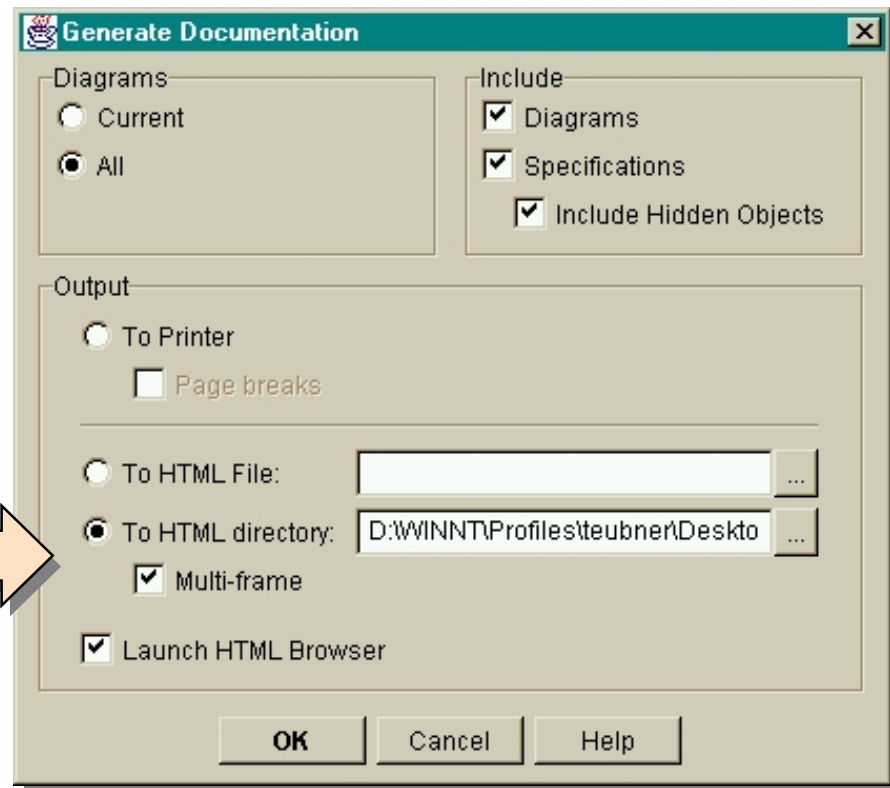 Generate Documentation
Diagrams
Current
All
Include
Diagrams
Specifications
Include Hidden Objects
Output
To Printer
Page breaks
To HTML File:
...
To HTML directory:
D:\WINNT\Profiles\teubner\Deskto
...
Multi-frame
Launch HTML Browser
OK
Cancel
Help